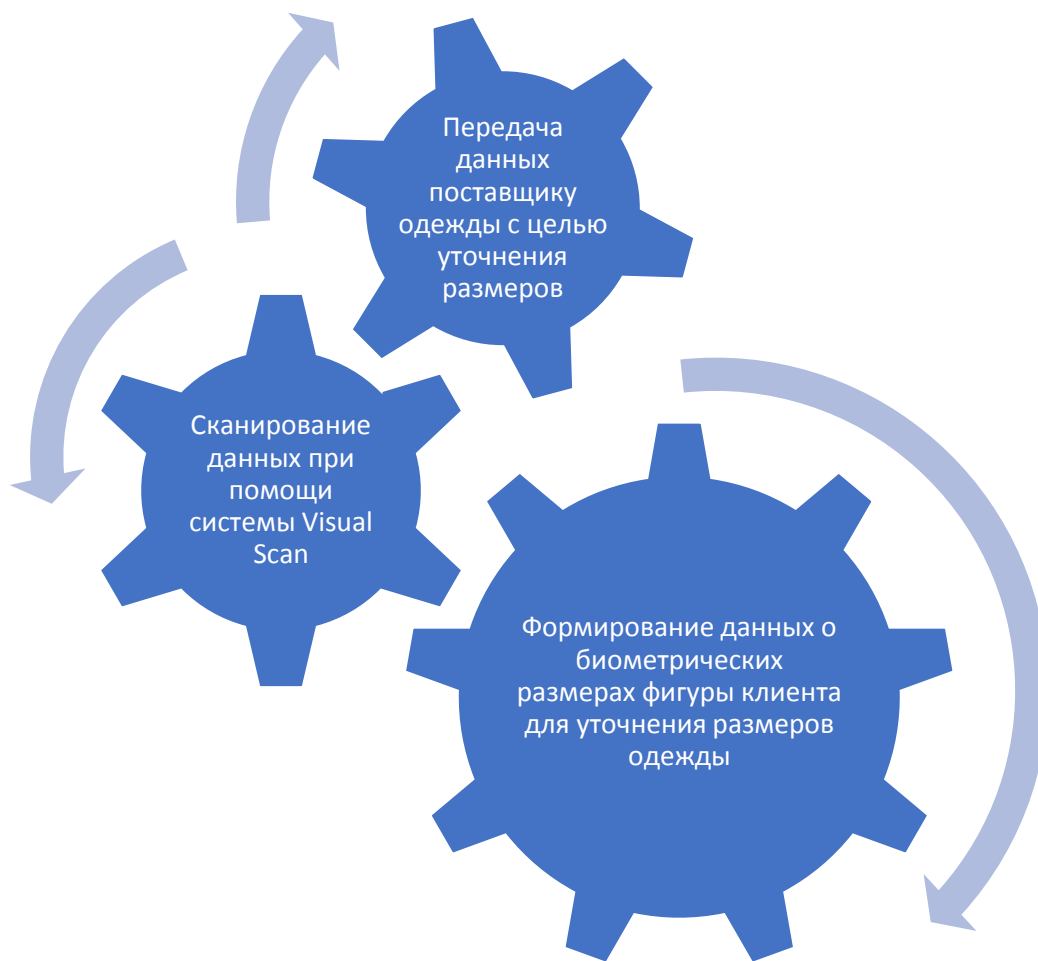 Передача
данных
поставщику
одежды с целью
уточнения
размеров
Сканирование
данных при
помощи
системы Visual
Scan
Формирование данных о
биометрических
размерах фигуры клиента
для уточнения размеров
одежды